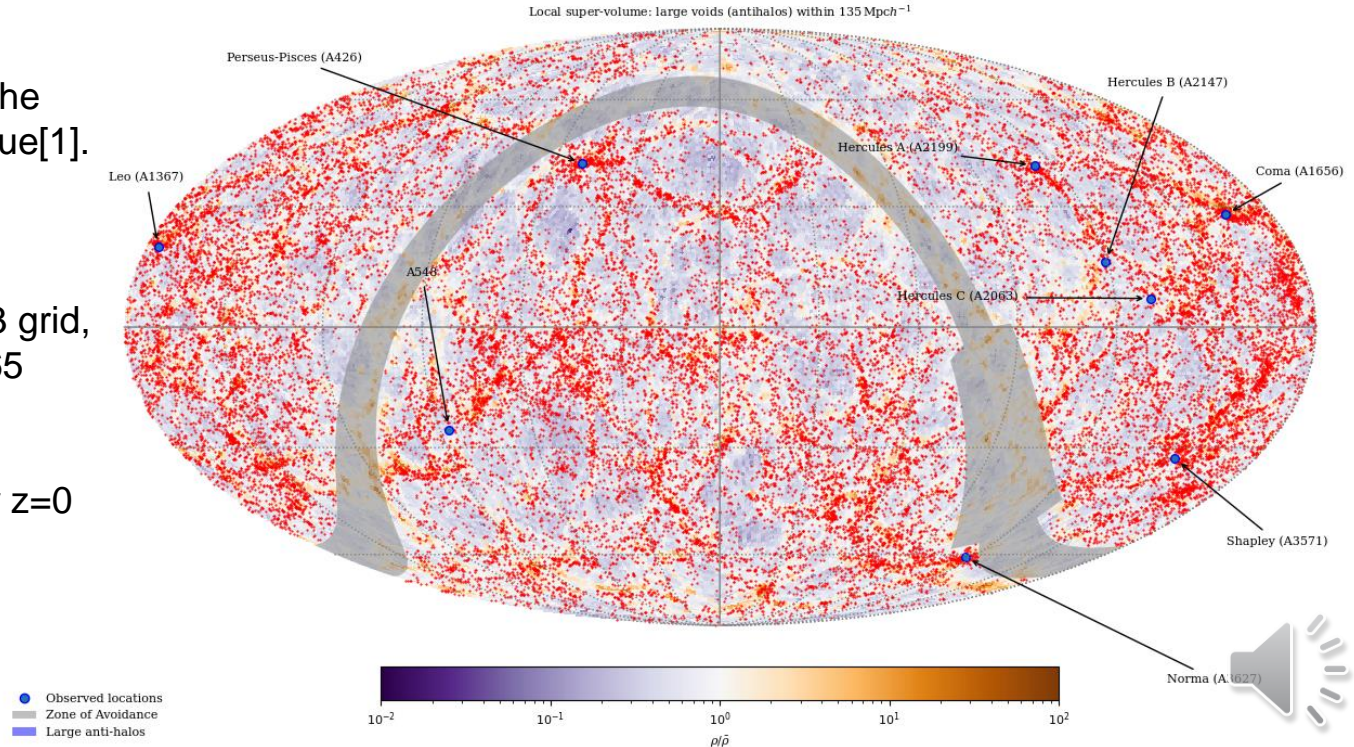 Local super-volume: large voids (antihalos) within 135 Mpch⁻¹
he
ue[1].
3 grid,
65
z=0
Perseus-Pisces (A426)
Hercules B (A2147)
Leo (A1367)
Hercules A (A2199)
Coma (A1656)
A548
Hercules C (A2063)
Shapley (A3571)
Norma (A3627)
Observed locations
Zone of Avoidance
Large anti-halos
10⁻² 10⁻¹ 10⁰ 10¹ 10²
ρ/ρ̄